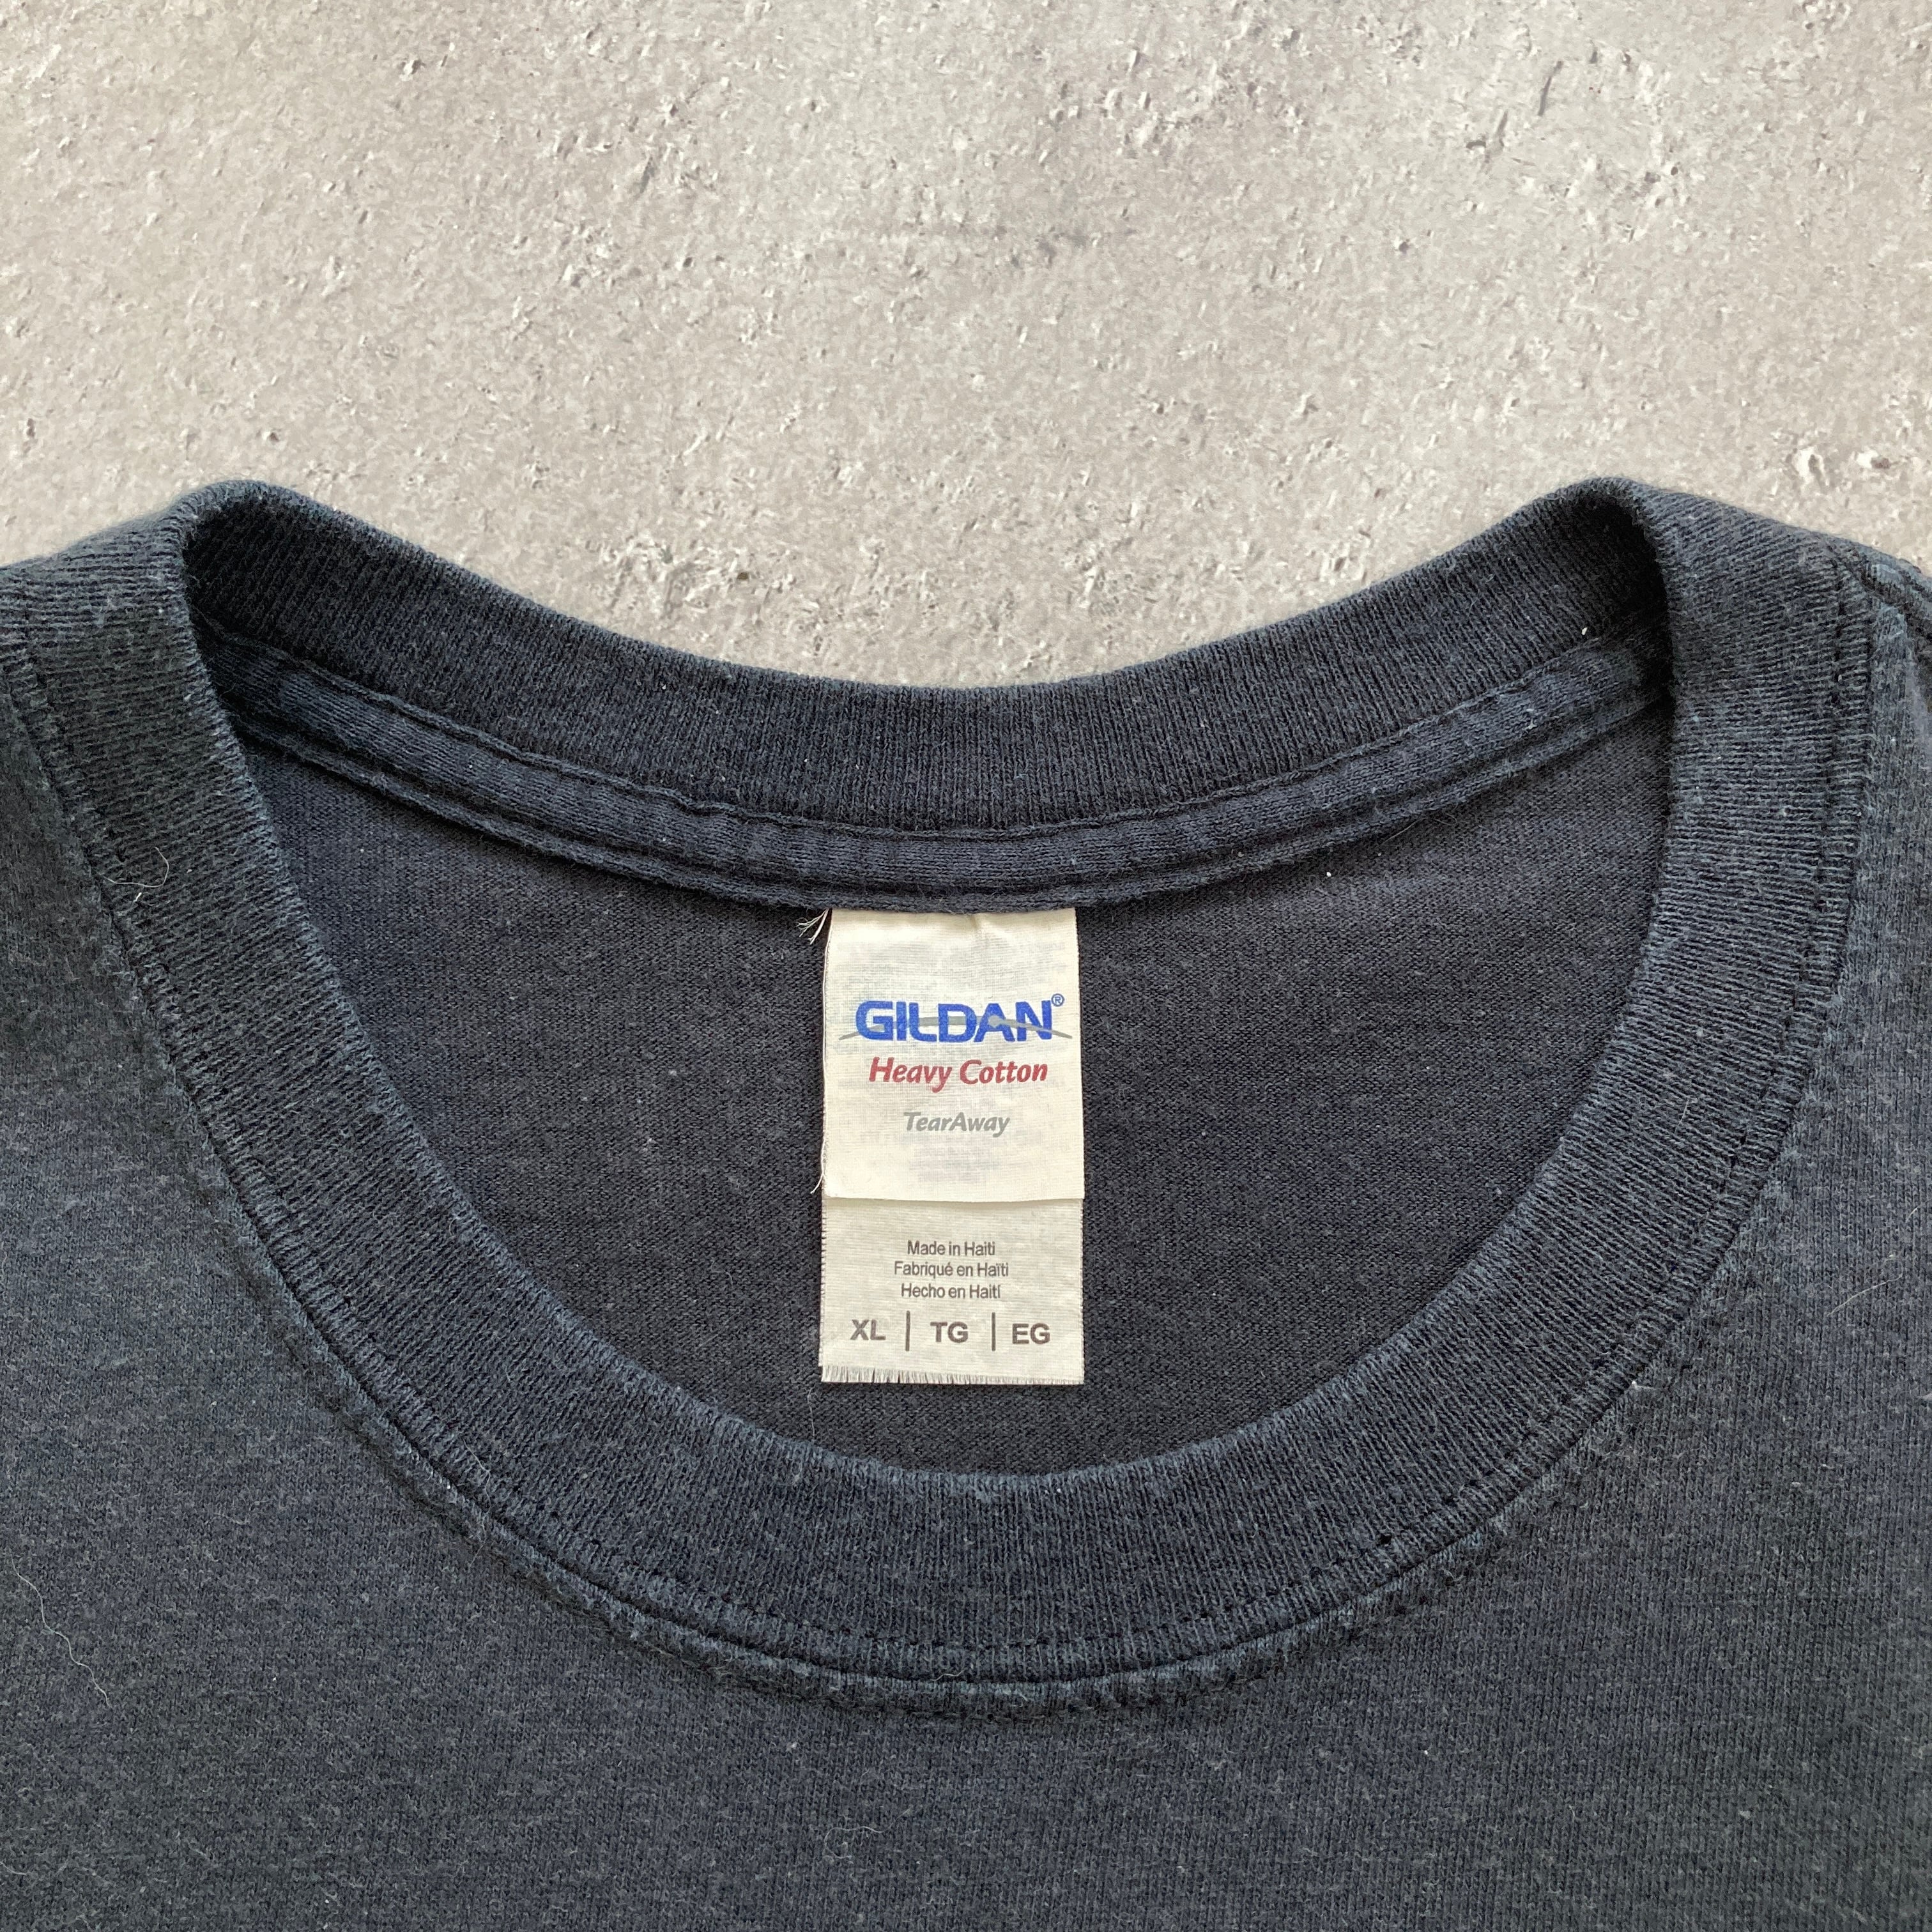 GILDAN®
Heavy Cotton
TearAway
Made in Haiti
Fabriqué en Haïti
Hecho en Haití
XL | TG | EG